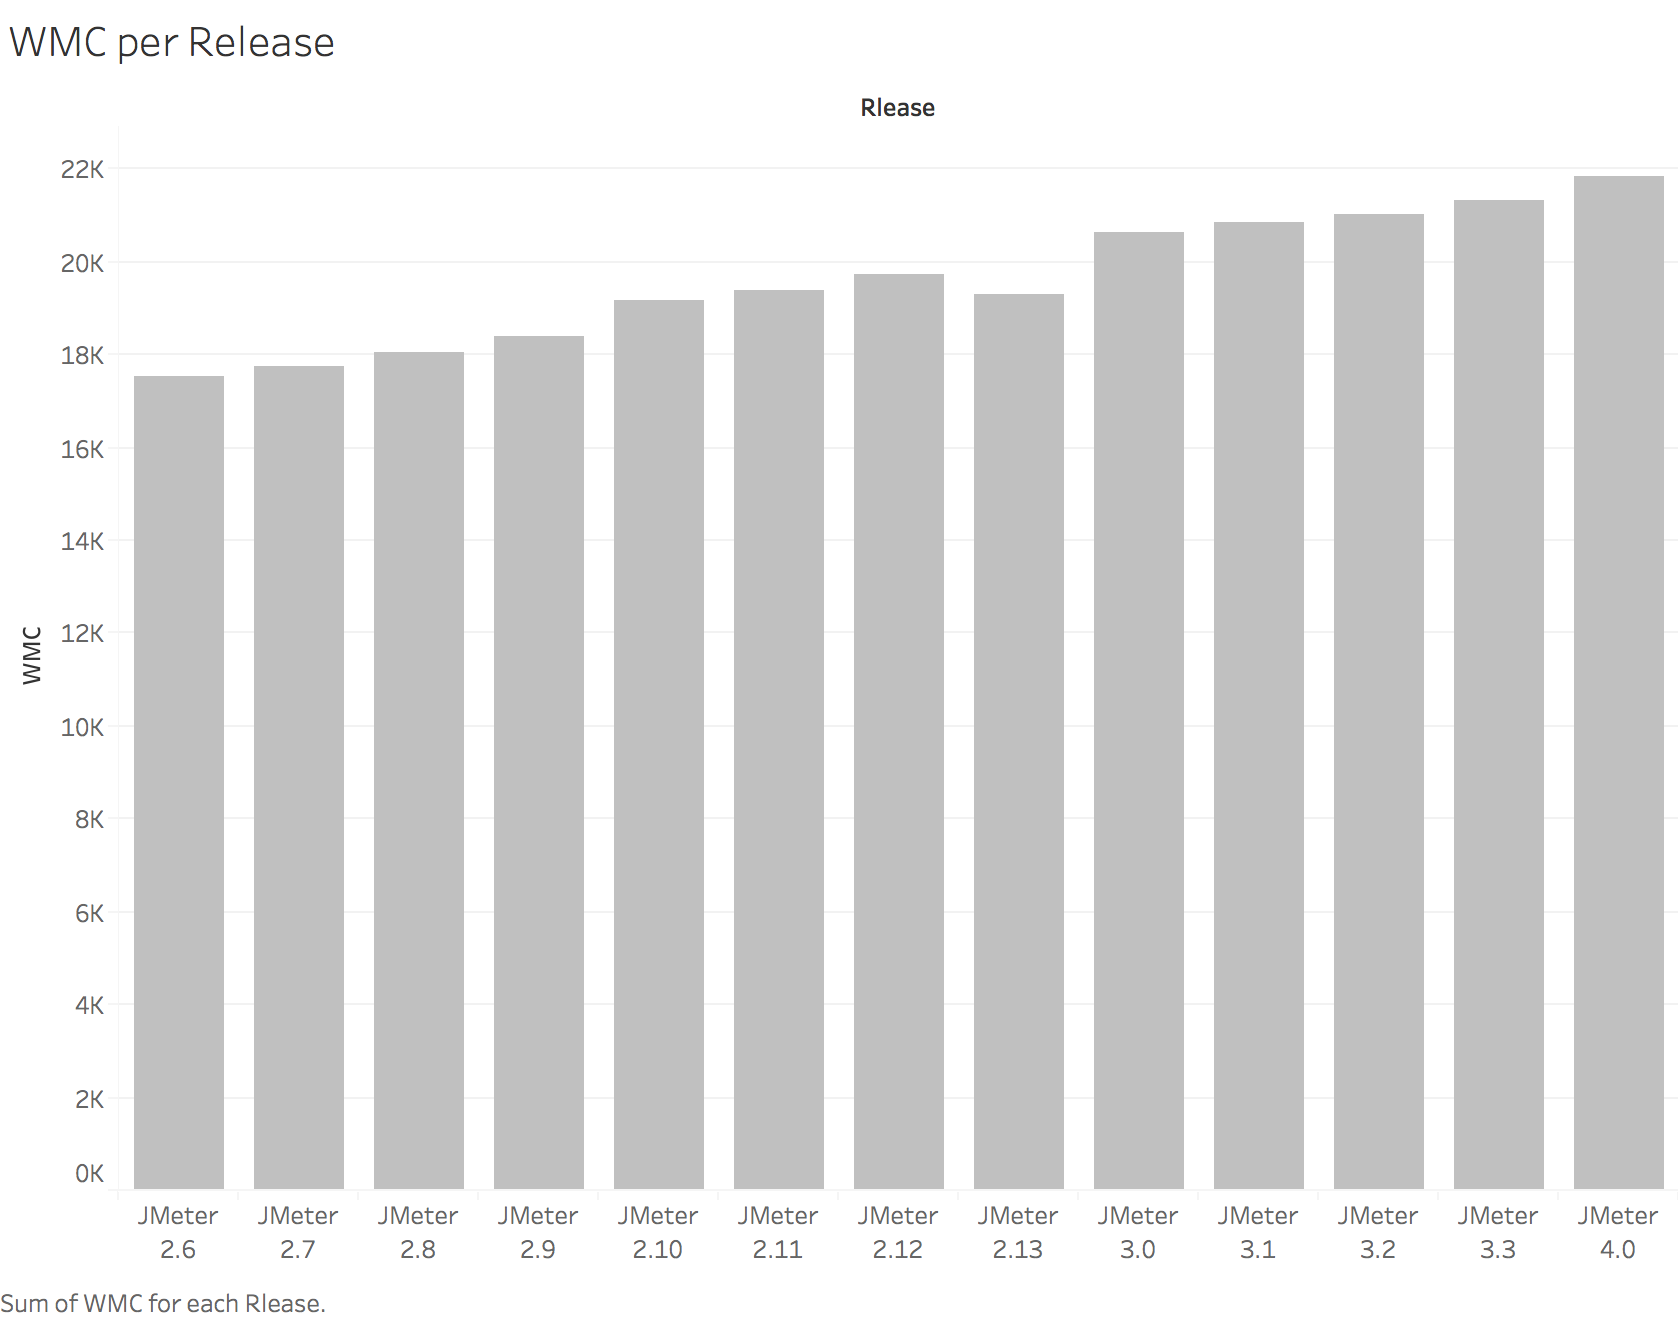 WMC per Release
Rlease
22K
20K
18K
16K
14K
12K
10K
8K
6K
4K
2K
0K
WMC
JMeter 2.6
JMeter 2.7
JMeter 2.8
JMeter 2.9
JMeter 2.10
JMeter 2.11
JMeter 2.12
JMeter 2.13
JMeter 3.0
JMeter 3.1
JMeter 3.2
JMeter 3.3
JMeter 4.0
Sum of WMC for each Rlease.